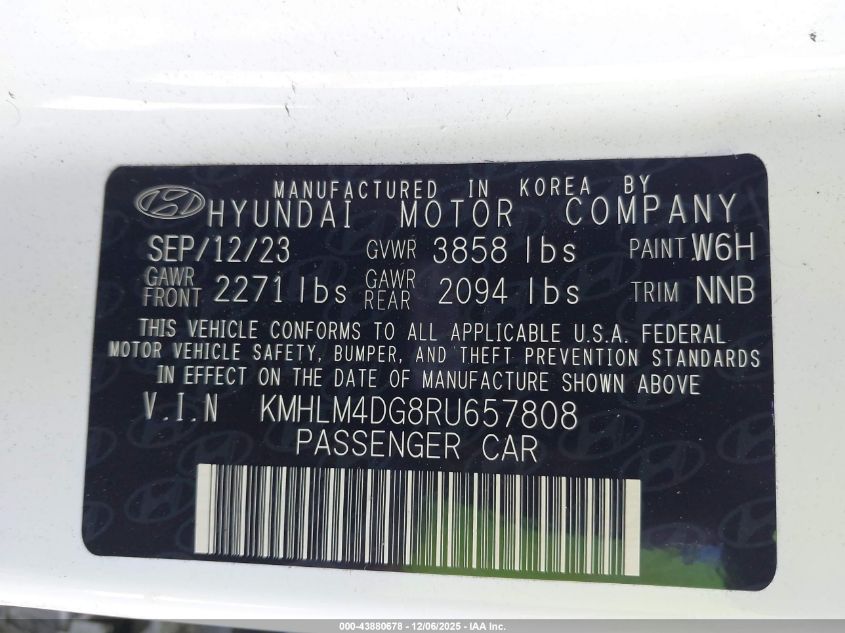 MANUFACTURED IN KOREA BY
HYUNDAI MOTOR COMPANY
SEP/12/23 GVWR 3858 lbs PAINT W6H
GAWR FRONT 2271 lbs GAWR REAR 2094 lbs TRIM NNB
THIS VEHICLE CONFORMS TO ALL APPLICABLE U.S.A. FEDERAL
MOTOR VEHICLE SAFETY, BUMPER, AND THEFT PREVENTION STANDARDS
IN EFFECT ON THE DATE OF MANUFACTURE SHOWN ABOVE
V.I.N KMHLM4DG8RU657808
PASSENGER CAR
000-43880678 - 12/06/2025 - IAA Inc.